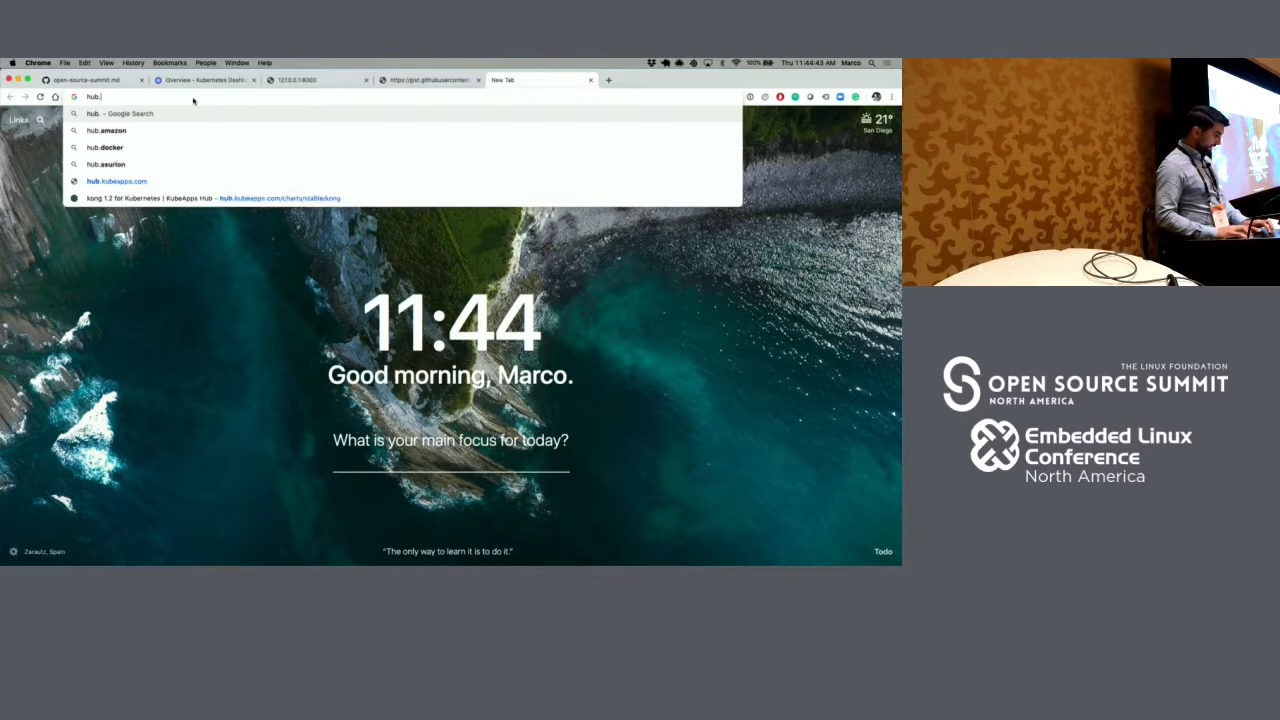 Chrome File Edit View History Bookmarks People Window Help 100% Thu 11:44:43 AM Marco
open-source-summit.md Overview - Kubernetes Dashb 127.0.0.1:8000 https://gist.githubusercontent New Tab
hub.
hub. - Google Search
hub.amazon
hub.docker
hub.asurion
hub.kubeapps.com
kong 1.2 for Kubernetes | KubeApps Hub - hub.kubeapps.com/charts/stable/kong
Links
21°
San Diego
11:44
Good morning, Marco.
What is your main focus for today?
Zarautz, Spain
"The only way to learn it is to do it."
Todo
THE LINUX FOUNDATION
OPEN SOURCE SUMMIT
NORTH AMERICA
Embedded Linux
Conference
North America